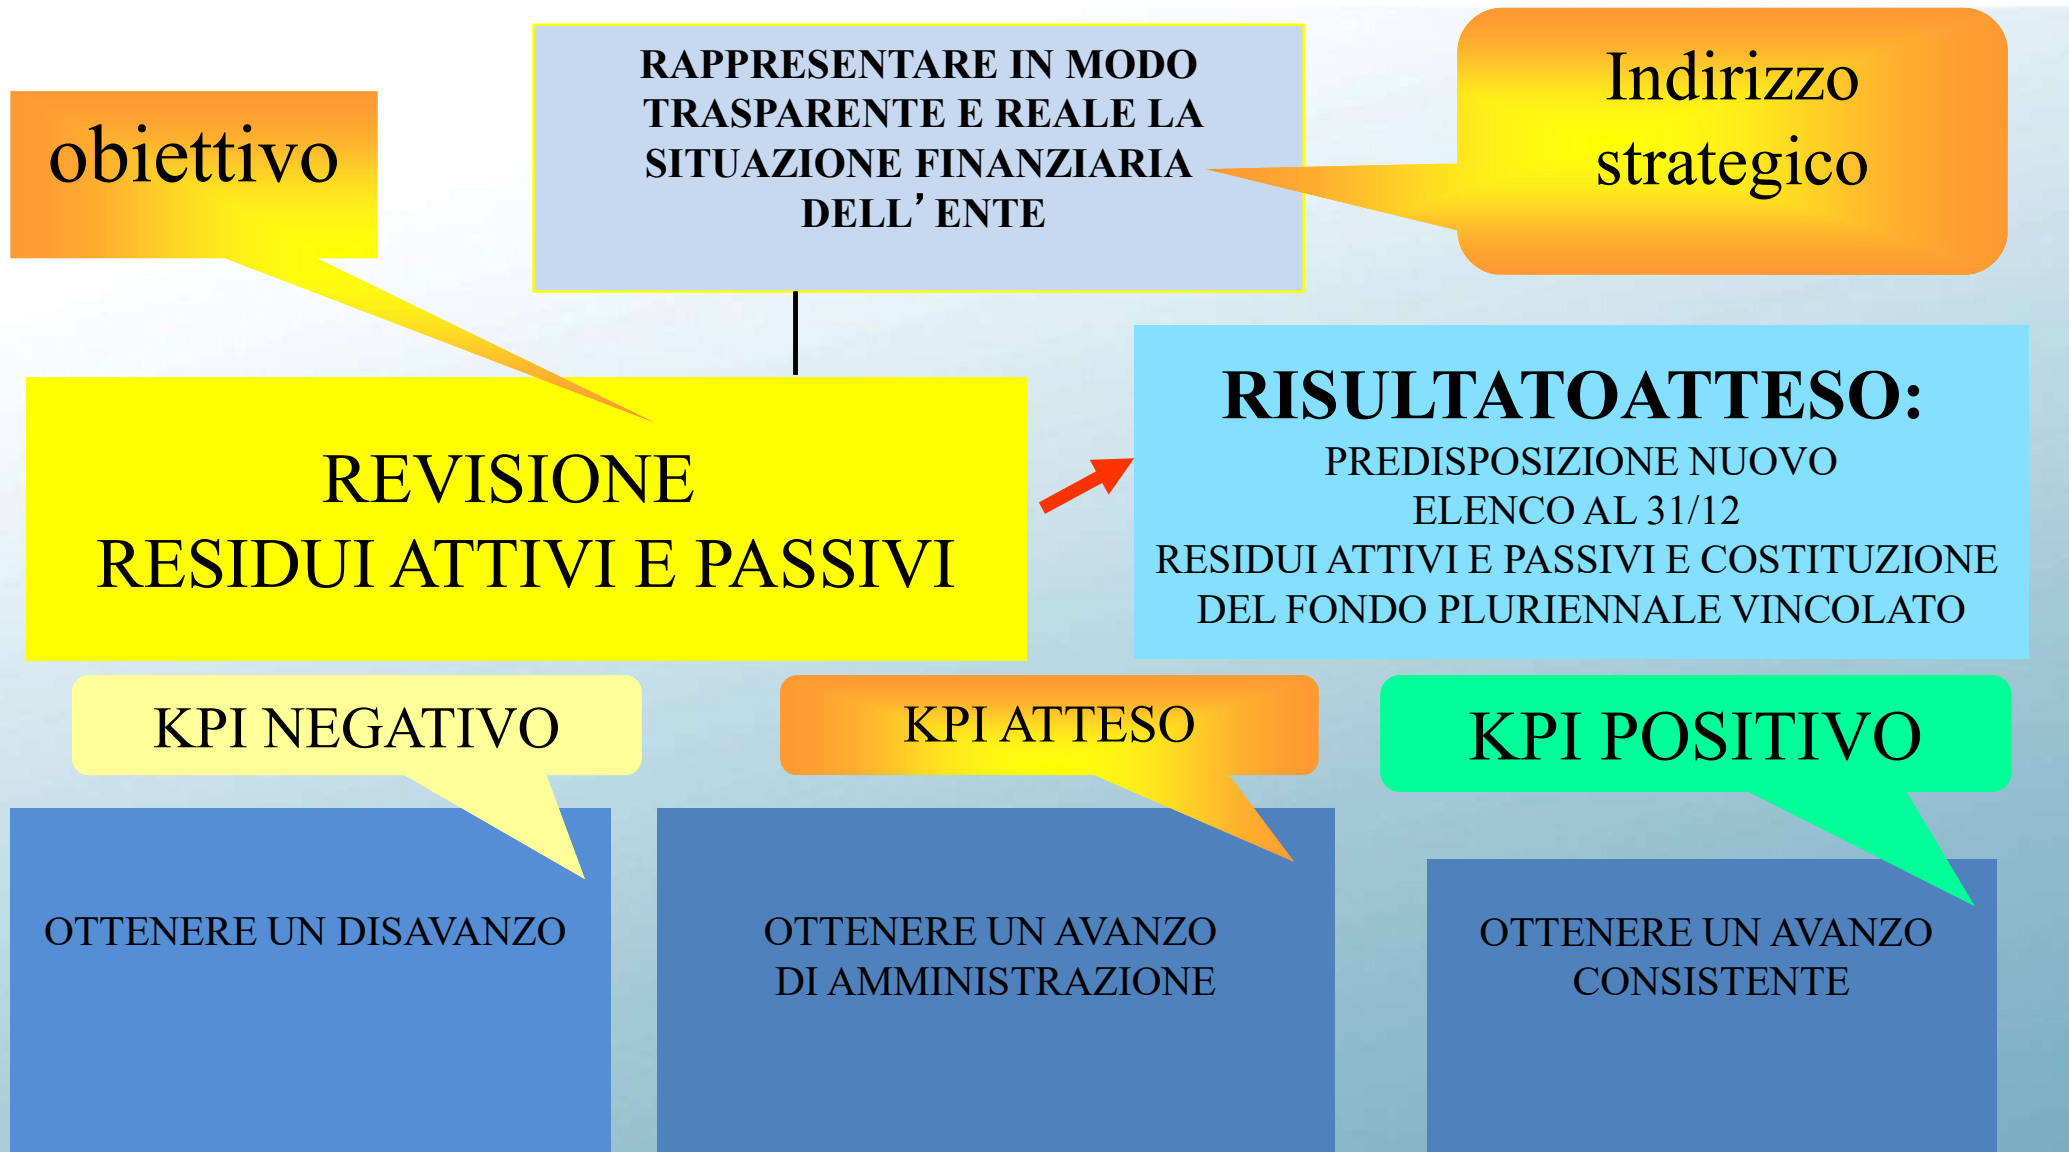 obiettivo
RAPPRESENTARE IN MODO
TRASPARENTE E REALE LA
SITUAZIONE FINANZIARIA
DELL’ ENTE
Indirizzo
strategico
REVISIONE
RESIDUI ATTIVI E PASSIVI
RISULTATOATTESO:
PREDISPOSIZIONE NUOVO
ELENCO AL 31/12
RESIDUI ATTIVI E PASSIVI E COSTITUZIONE
DEL FONDO PLURIENNALE VINCOLATO
KPI NEGATIVO
OTTENERE UN DISAVANZO
KPI ATTESO
OTTENERE UN AVANZO
DI AMMINISTRAZIONE
KPI POSITIVO
OTTENERE UN AVANZO
CONSISTENTE